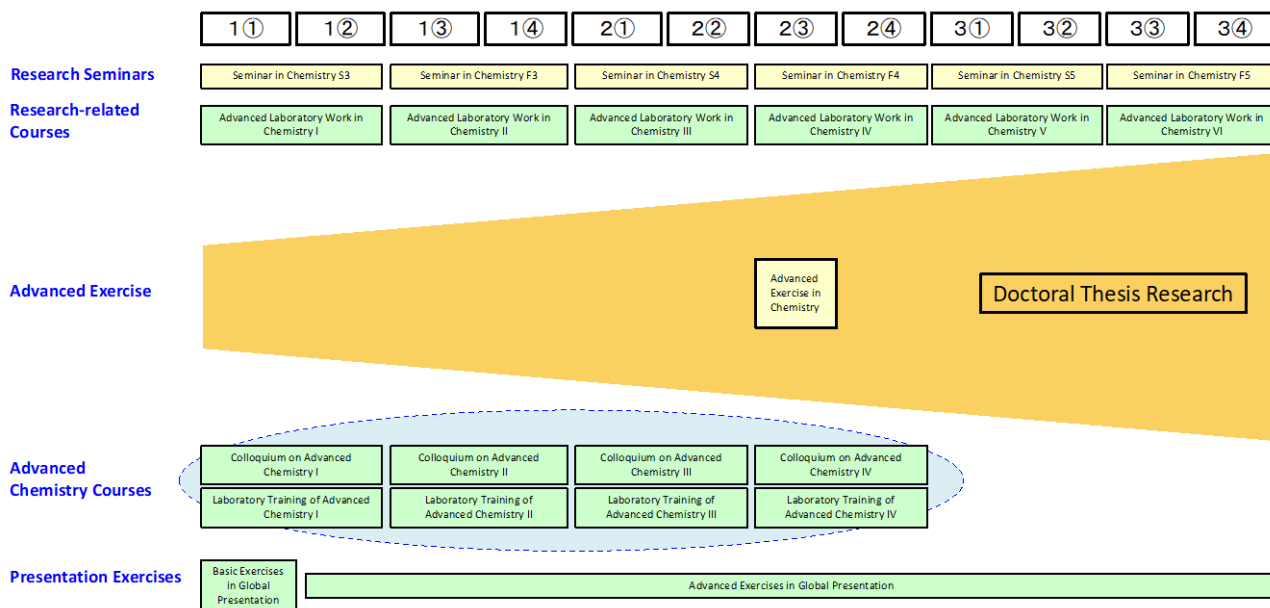 1① 1② 1③ 1④ 2① 2② 2③ 2④ 3① 3② 3③ 3④
Research Seminars
Seminar in Chemistry S3
Seminar in Chemistry F3
Seminar in Chemistry S4
Seminar in Chemistry F4
Seminar in Chemistry S5
Seminar in Chemistry F5
Research-related
Courses
Advanced Laboratory Work in
Chemistry I
Advanced Laboratory Work in
Chemistry II
Advanced Laboratory Work in
Chemistry III
Advanced Laboratory Work in
Chemistry IV
Advanced Laboratory Work in
Chemistry V
Advanced Laboratory Work in
Chemistry VI
Advanced Exercise
Advanced
Exercise in
Chemistry
Doctoral Thesis Research
Advanced
Chemistry Courses
Colloquium on Advanced
Chemistry I
Colloquium on Advanced
Chemistry II
Colloquium on Advanced
Chemistry III
Colloquium on Advanced
Chemistry IV
Laboratory Training of Advanced
Chemistry I
Laboratory Training of
Advanced Chemistry II
Laboratory Training of
Advanced Chemistry III
Laboratory Training of
Advanced Chemistry IV
Presentation Exercises
Basic Exercises
in Global
Presentation
Advanced Exercises in Global Presentation